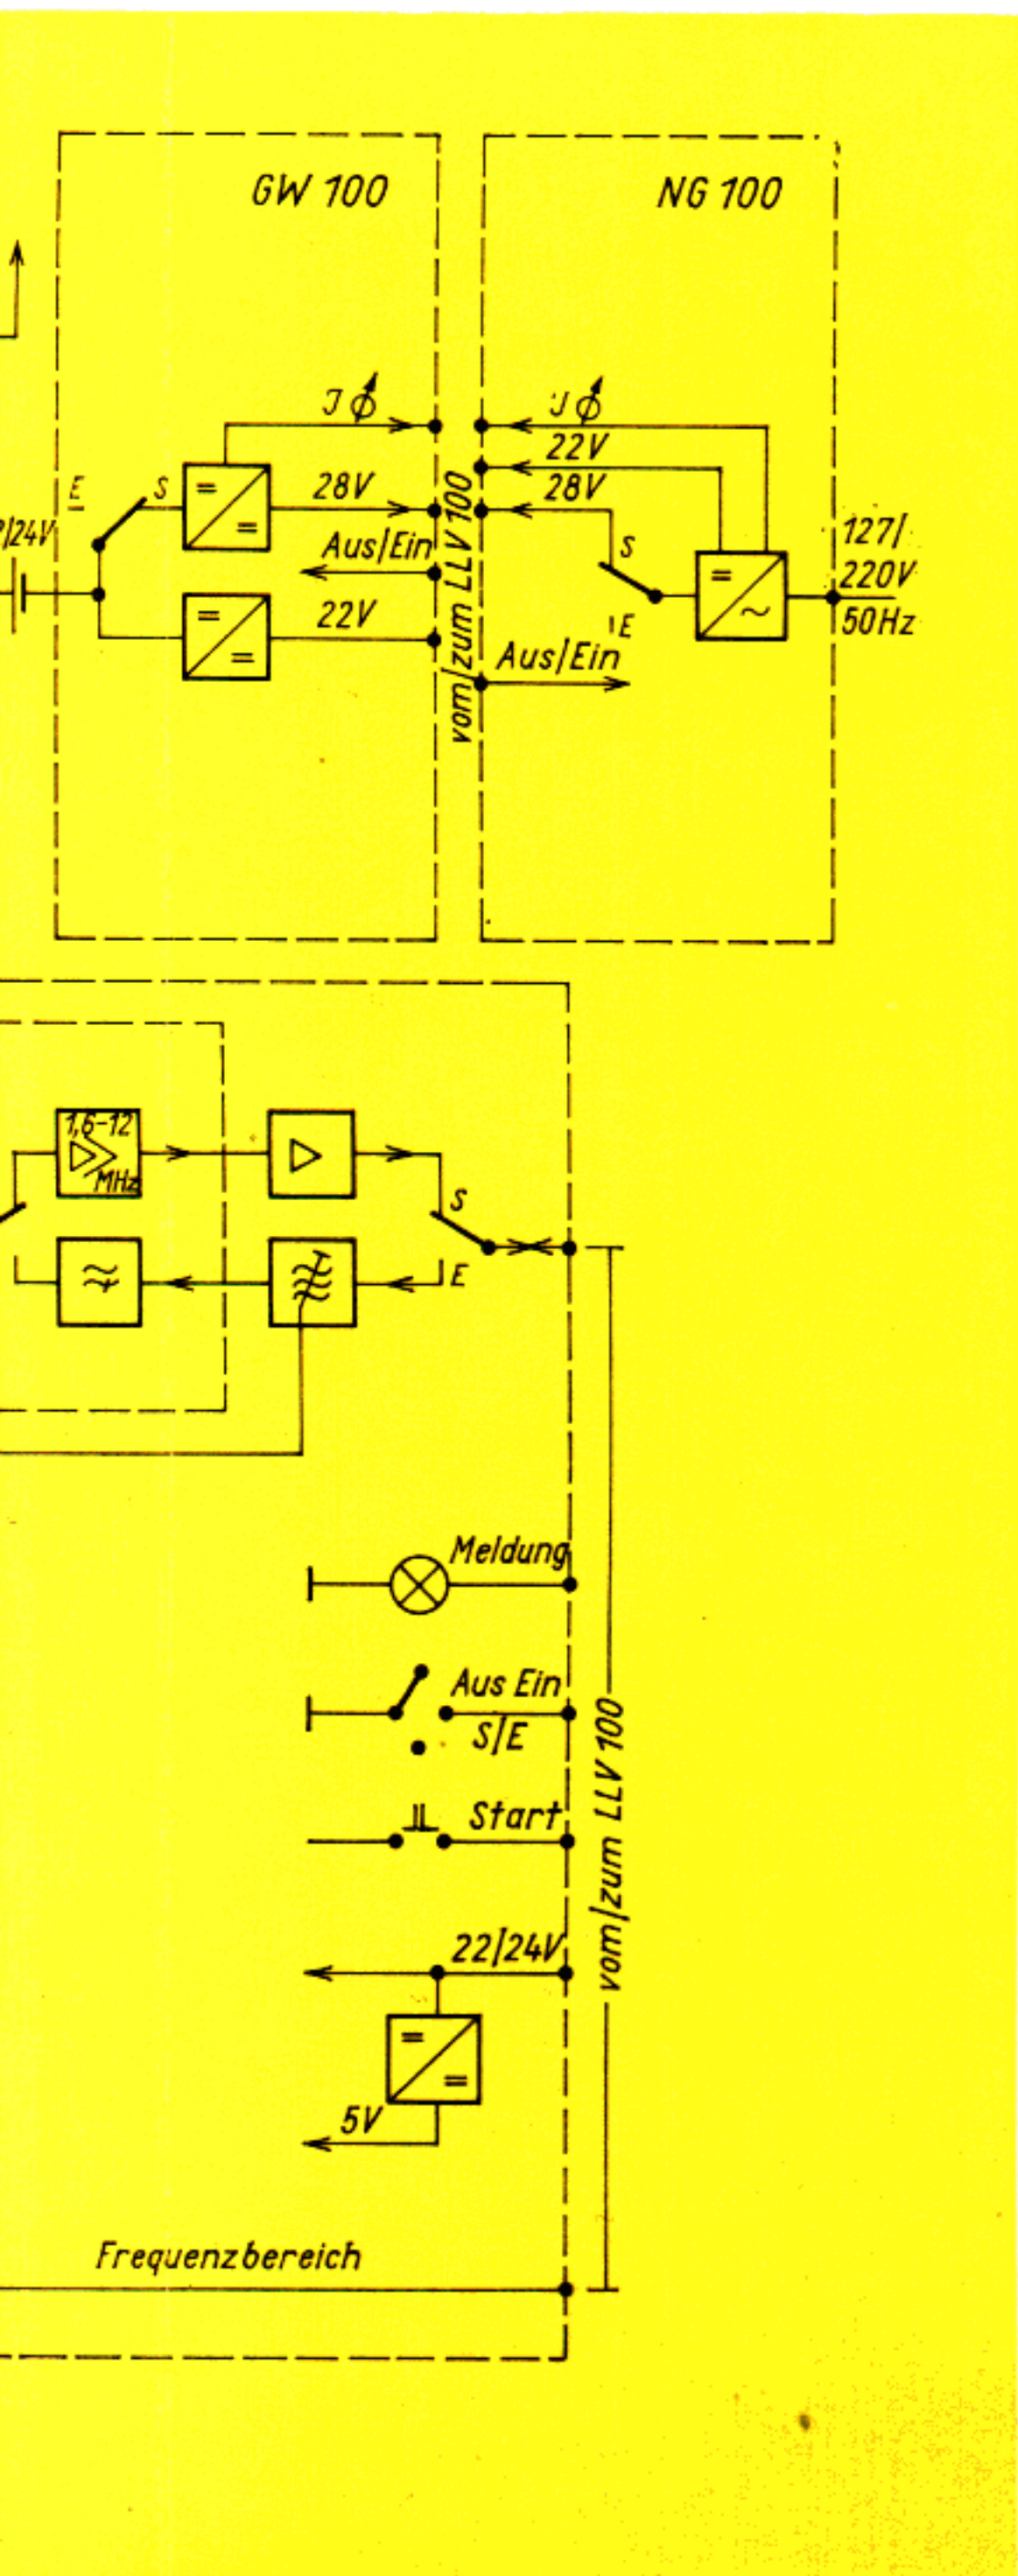 GW 100
NG 100
J
J
22V
28V
28V
E
S
S
127/
220V
50Hz
/24V
Aus/Ein
22V
E
Aus/Ein
vom/zum LLV 100
1,6-12
MHz
S
E
Meldung
Aus Ein
S/E
Start
vom/zum LLV 100
22/24V
5V
Frequenzbereich